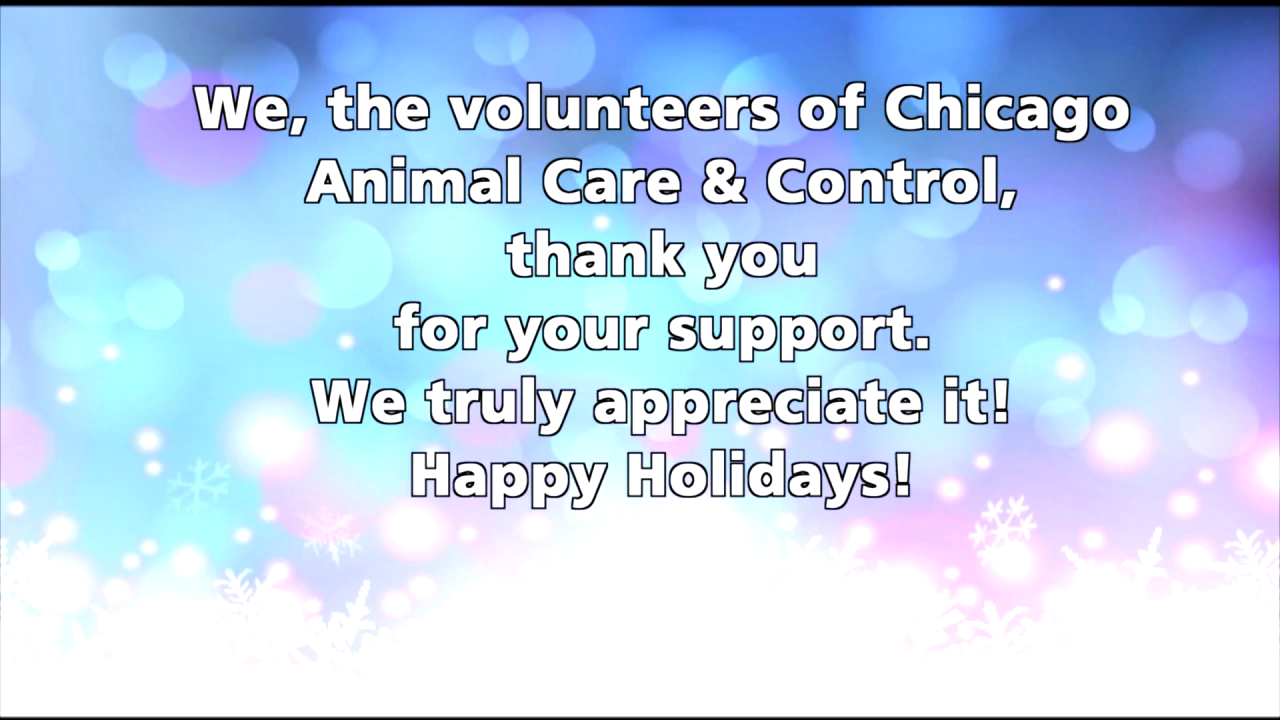 We, the volunteers of Chicago
Animal Care & Control,
thank you
for your support.
We truly appreciate it!
Happy Holidays!